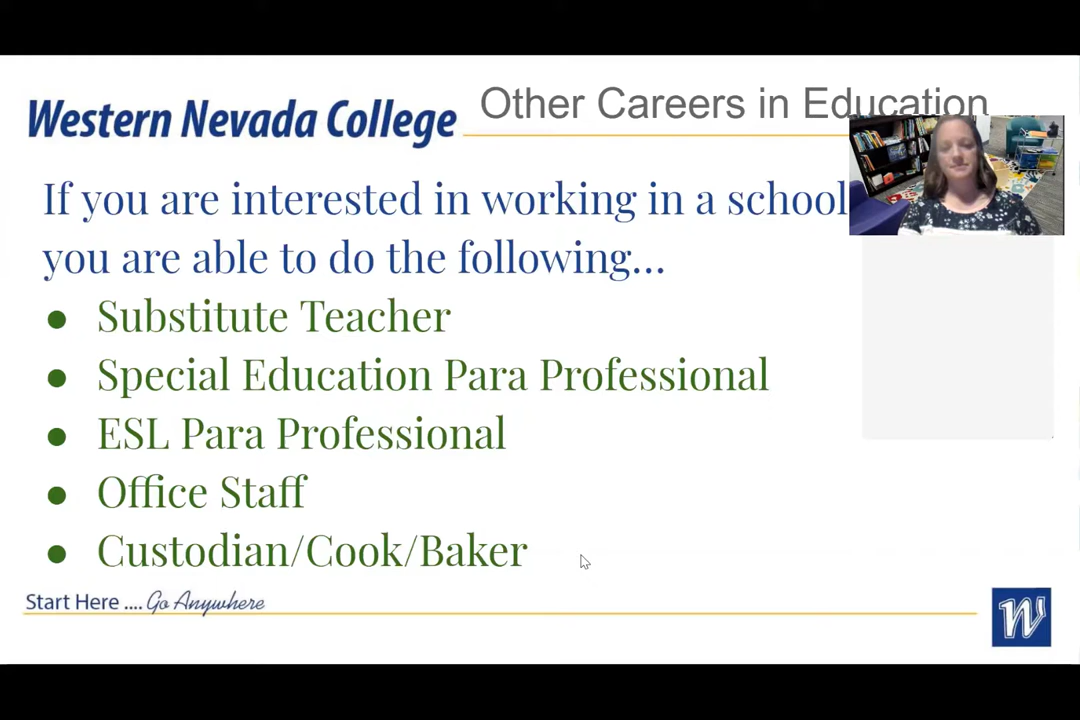 Western Nevada College
Other Careers in Education
If you are interested in working in a school
you are able to do the following...
● Substitute Teacher
● Special Education Para Professional
● ESL Para Professional
● Office Staff
● Custodian/Cook/Baker
Start Here .... Go Anywhere
W